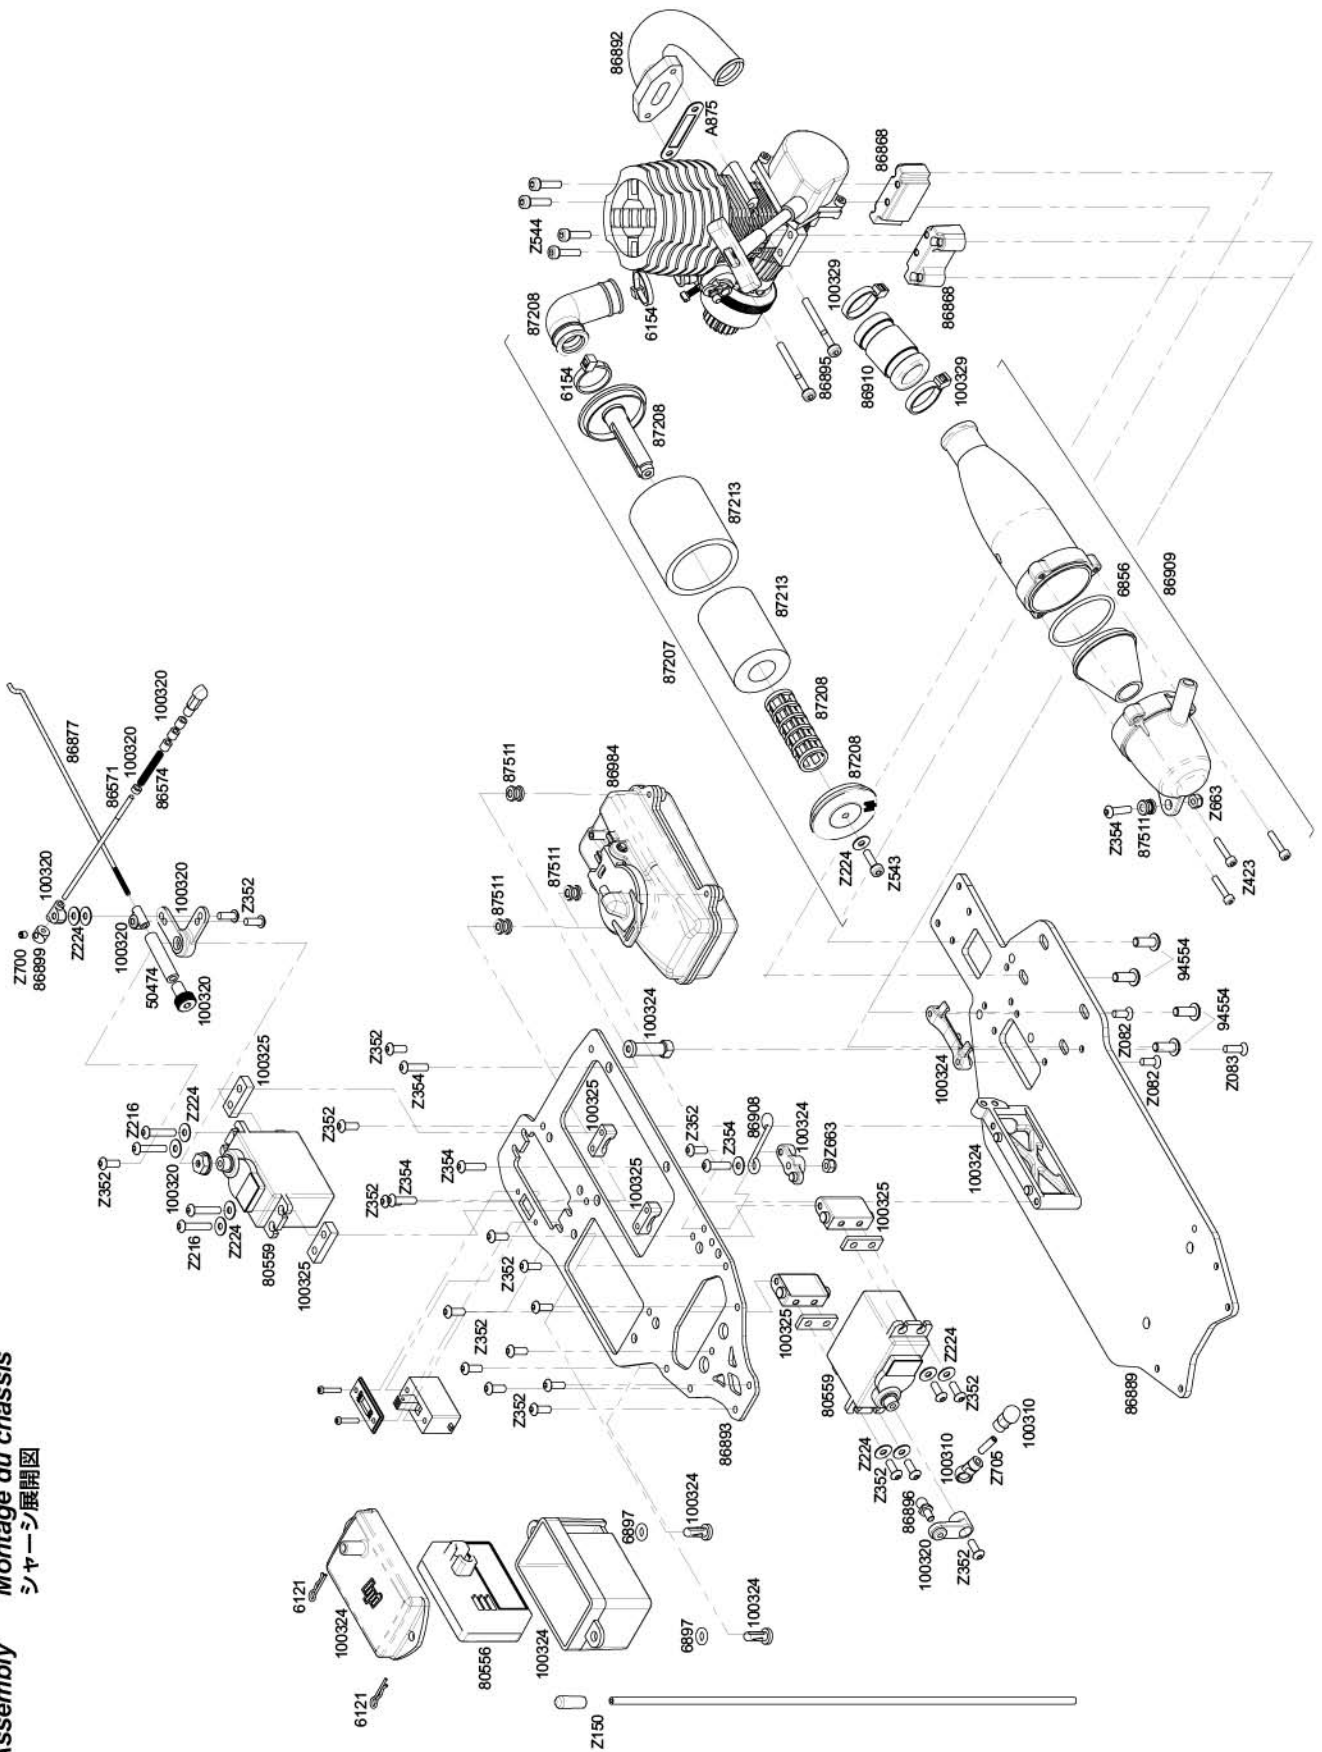 Assembly Montage du chassis
シャーシ展開図
Z700
86899
100320
86571
86877
100320
86574
100320
Z224
100320
50474
100320
100320
Z352
6121
100324
6121
80556
100324
Z150
6897
6897
100324
100324
Z352
Z216
Z224
100320
Z216
Z224
80559
100325
100325
Z352
Z354
Z352
Z352
Z354
Z354
Z352
Z352
Z352
86893
100325
100325
100324
87511
87511
87511
86984
Z352
Z354
86908
100324
Z663
100325
100325
80559
Z224
Z352
Z224
Z352
86896
100320
Z352
100310
Z705
100310
86892
A875
Z544
87208
6154
6154
87208
87213
87213
87207
87208
87208
Z224
Z543
86868
86868
100329
86895
86910
100329
6856
86909
Z354
87511
Z663
Z423
100324
100324
86889
94554
Z082
94554
Z082
Z083